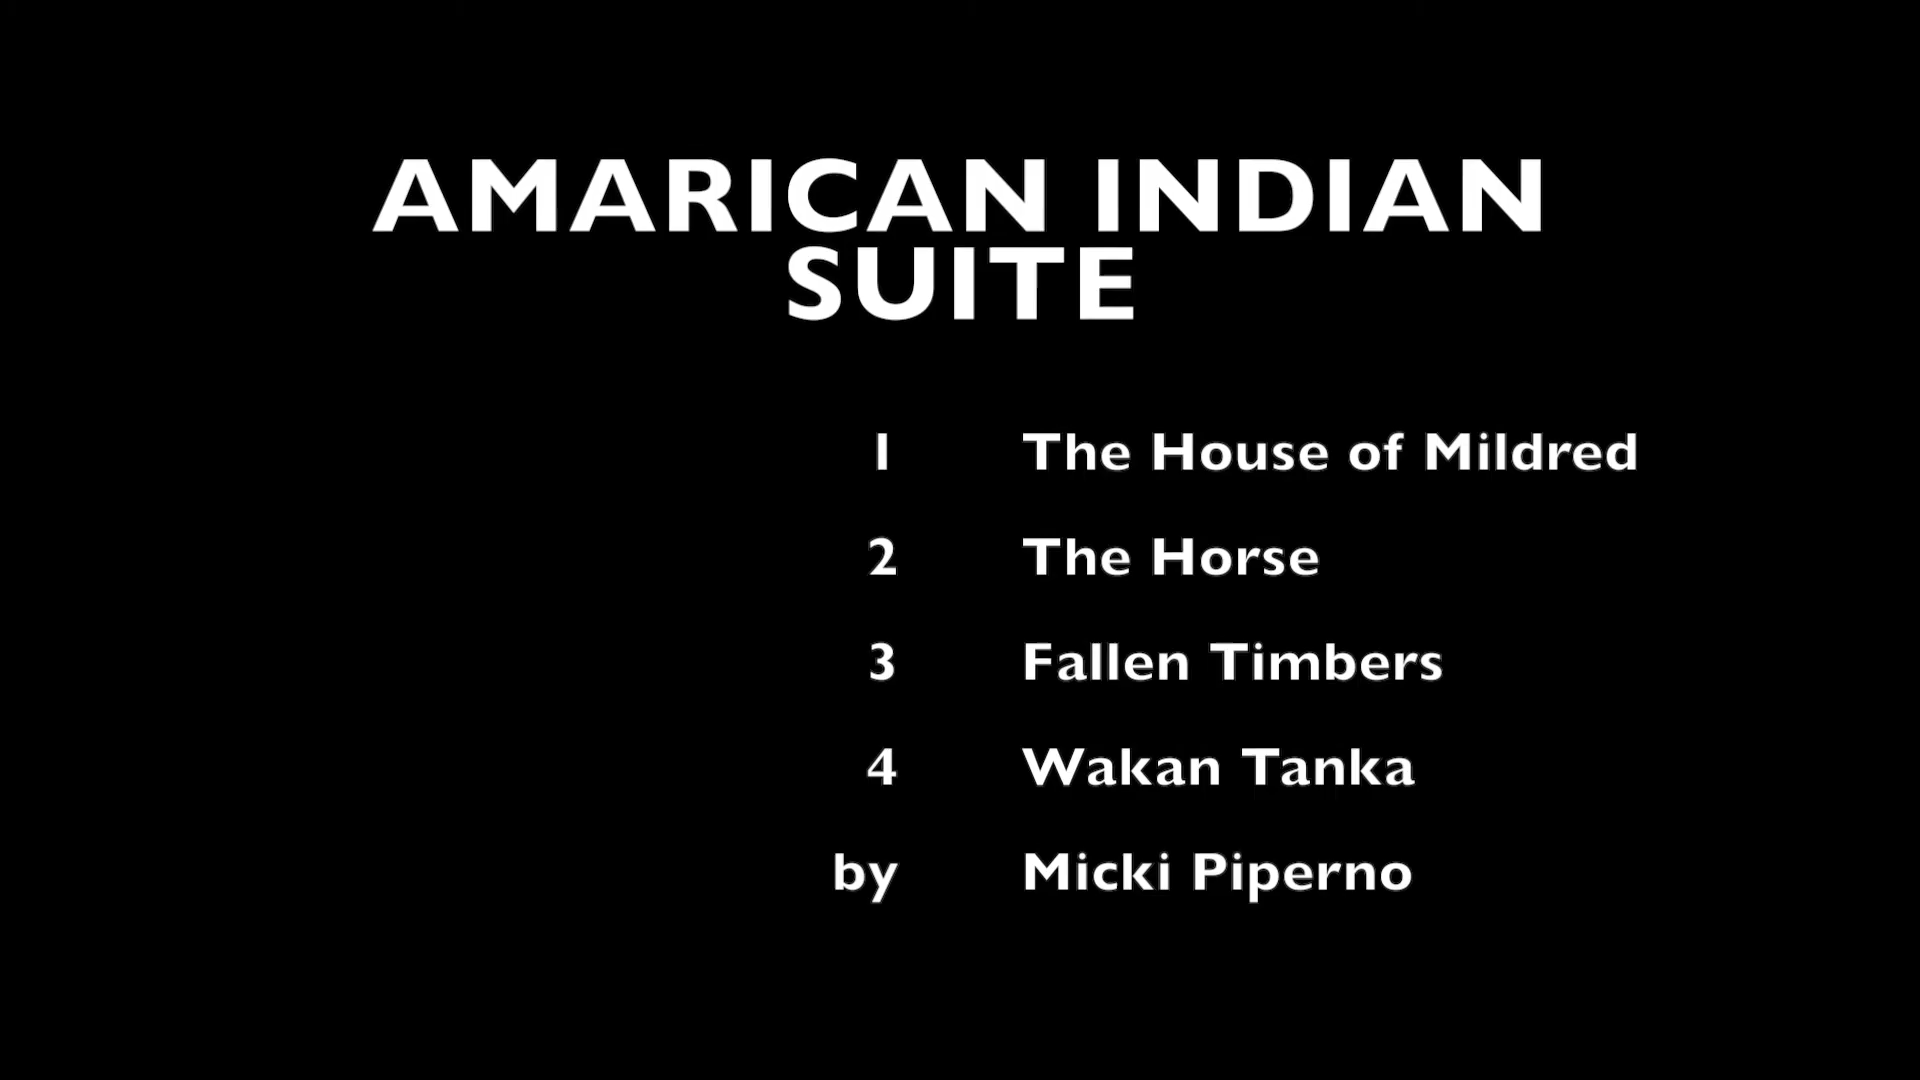 AMARICAN INDIAN
SUITE
1 The House of Mildred
2 The Horse
3 Fallen Timbers
4 Wakan Tanka
by Micki Piperno